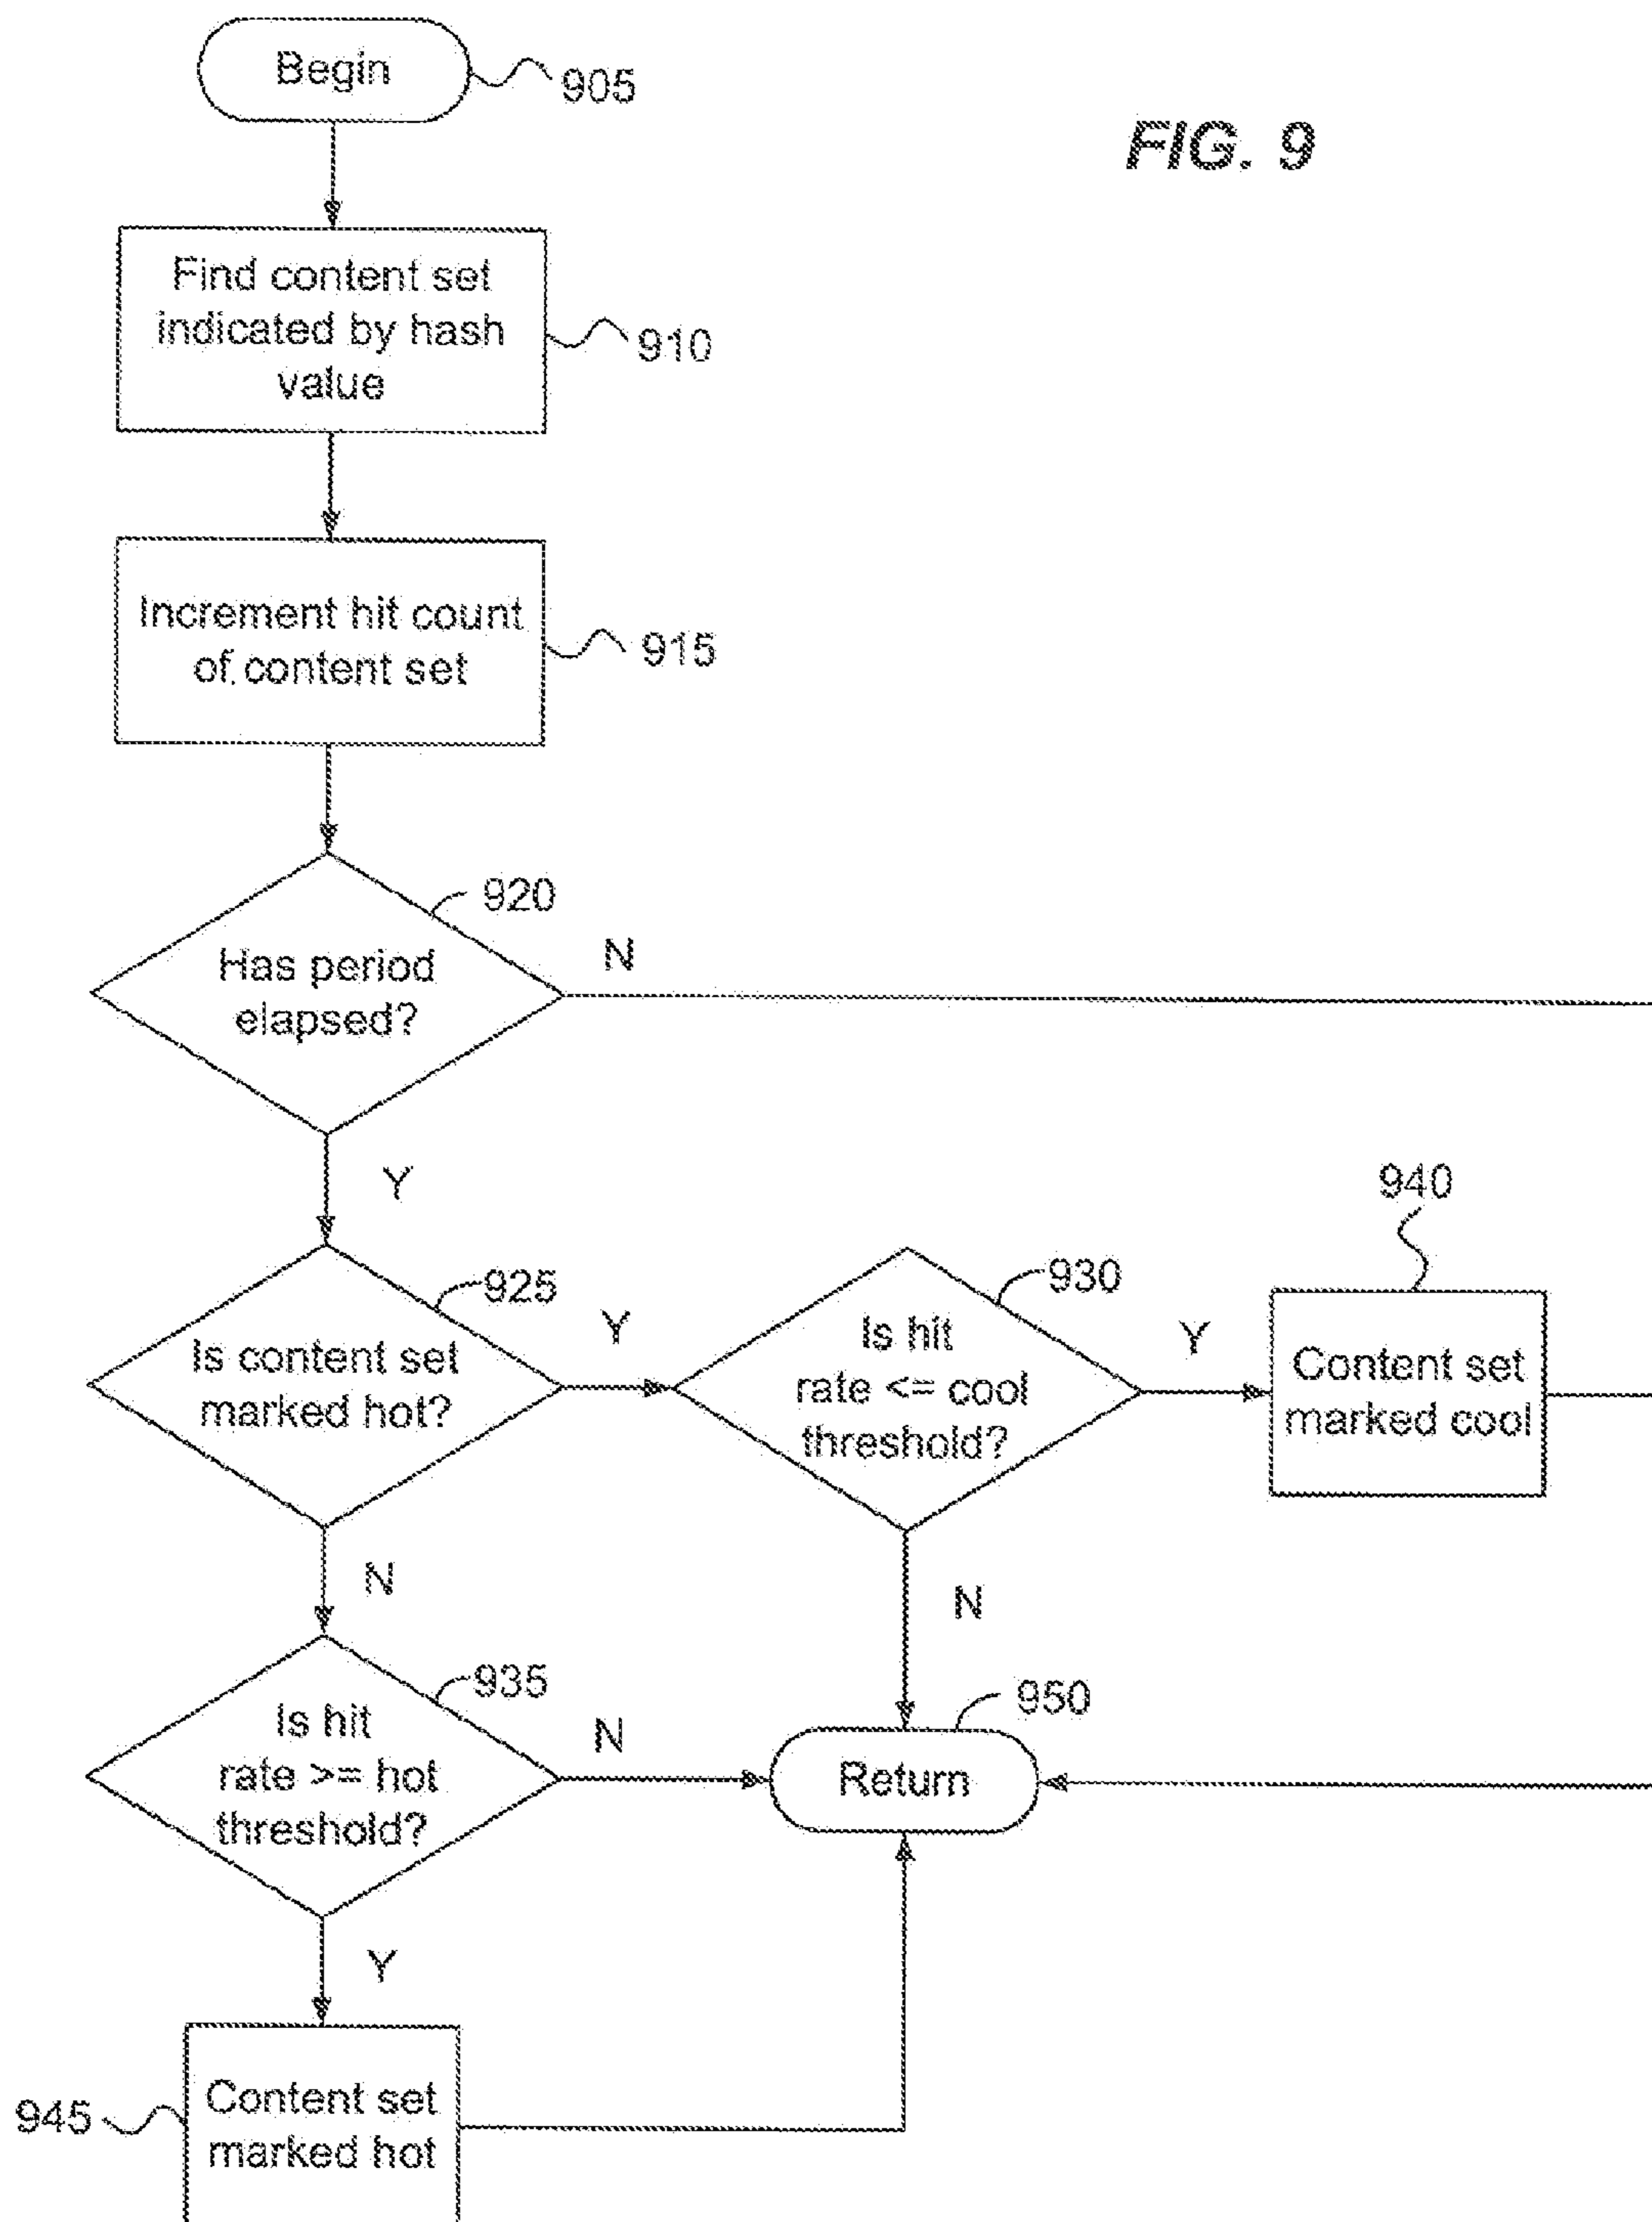 Begin
905
FIG. 9
Find content set
indicated by hash
value
910
Increment hit count
of content set
915
920
Has period
elapsed?
N
Y
940
925
Is content set
marked hot?
Y
930
Is hit
rate <= cool
threshold?
Y
Content set
marked cool
N
N
935
Is hit
rate >= hot
threshold?
N
950
Return
Y
945
Content set
marked hot